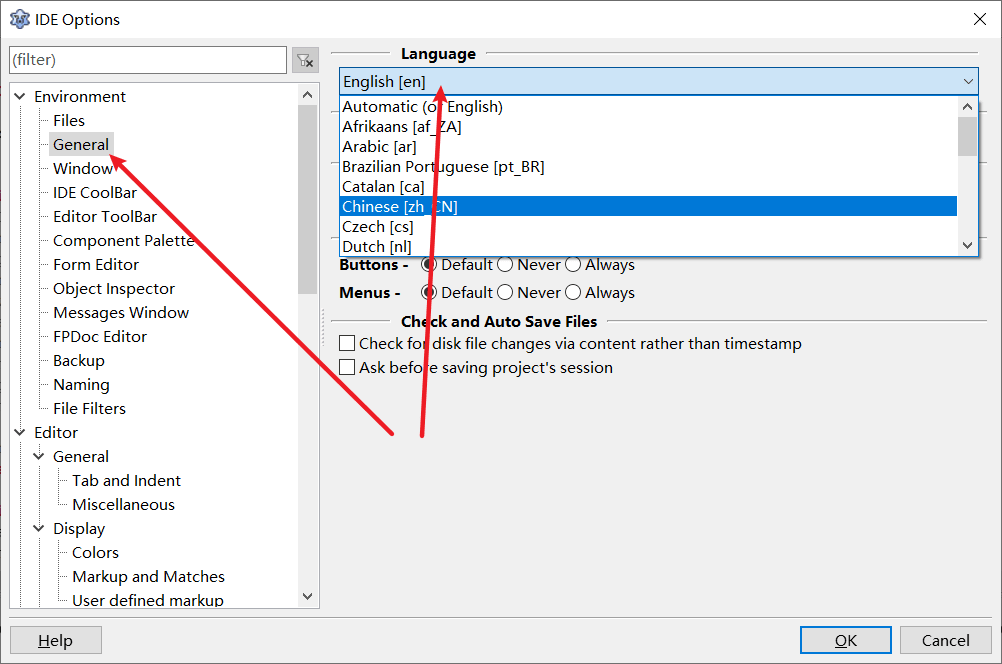 IDE Options
(filter)
Environment
Files
General
Window
IDE CoolBar
Editor ToolBar
Component Palette
Form Editor
Object Inspector
Messages Window
FPDoc Editor
Backup
Naming
File Filters
Editor
General
Tab and Indent
Miscellaneous
Display
Colors
Markup and Matches
User defined markup
Language
English [en]
Automatic (or English)
Afrikaans [af_ZA]
Arabic [ar]
Brazilian Portuguese [pt_BR]
Catalan [ca]
Chinese [zh_CN]
Czech [cs]
Dutch [nl]
Buttons - Default Never Always
Menus - Default Never Always
Check and Auto Save Files
Check for disk file changes via content rather than timestamp
Ask before saving project's session
Help OK Cancel